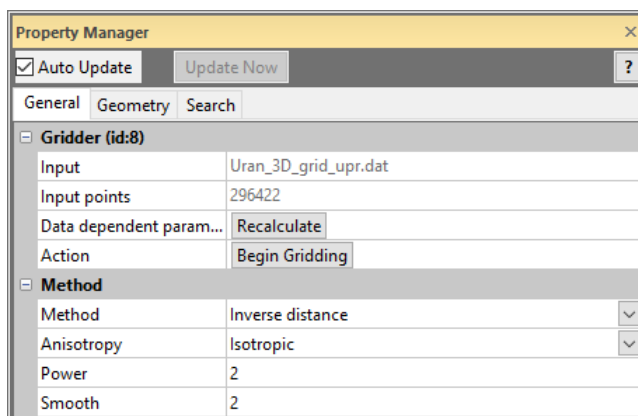 Property Manager
Auto Update Update Now ?
General Geometry Search
Gridder (id:8)
Input Uran_3D_grid_upr.dat
Input points 296422
Data dependent param... Recalculate
Action Begin Gridding
Method
Method Inverse distance
Anisotropy Isotropic
Power 2
Smooth 2